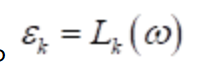 ε_k = L_k(ω)